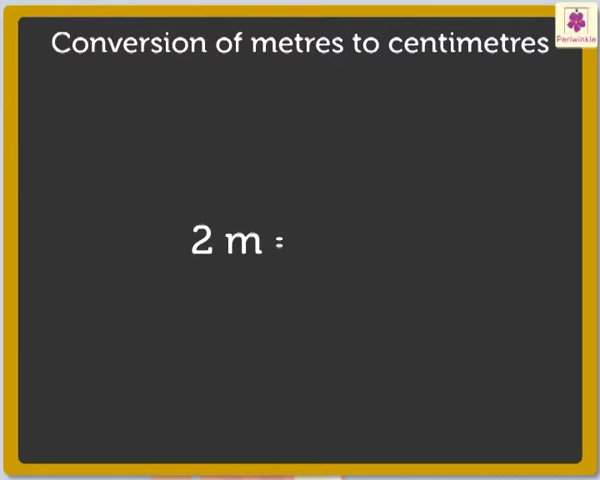 Conversion of metres to centimetres
Periwinkle
2 m =